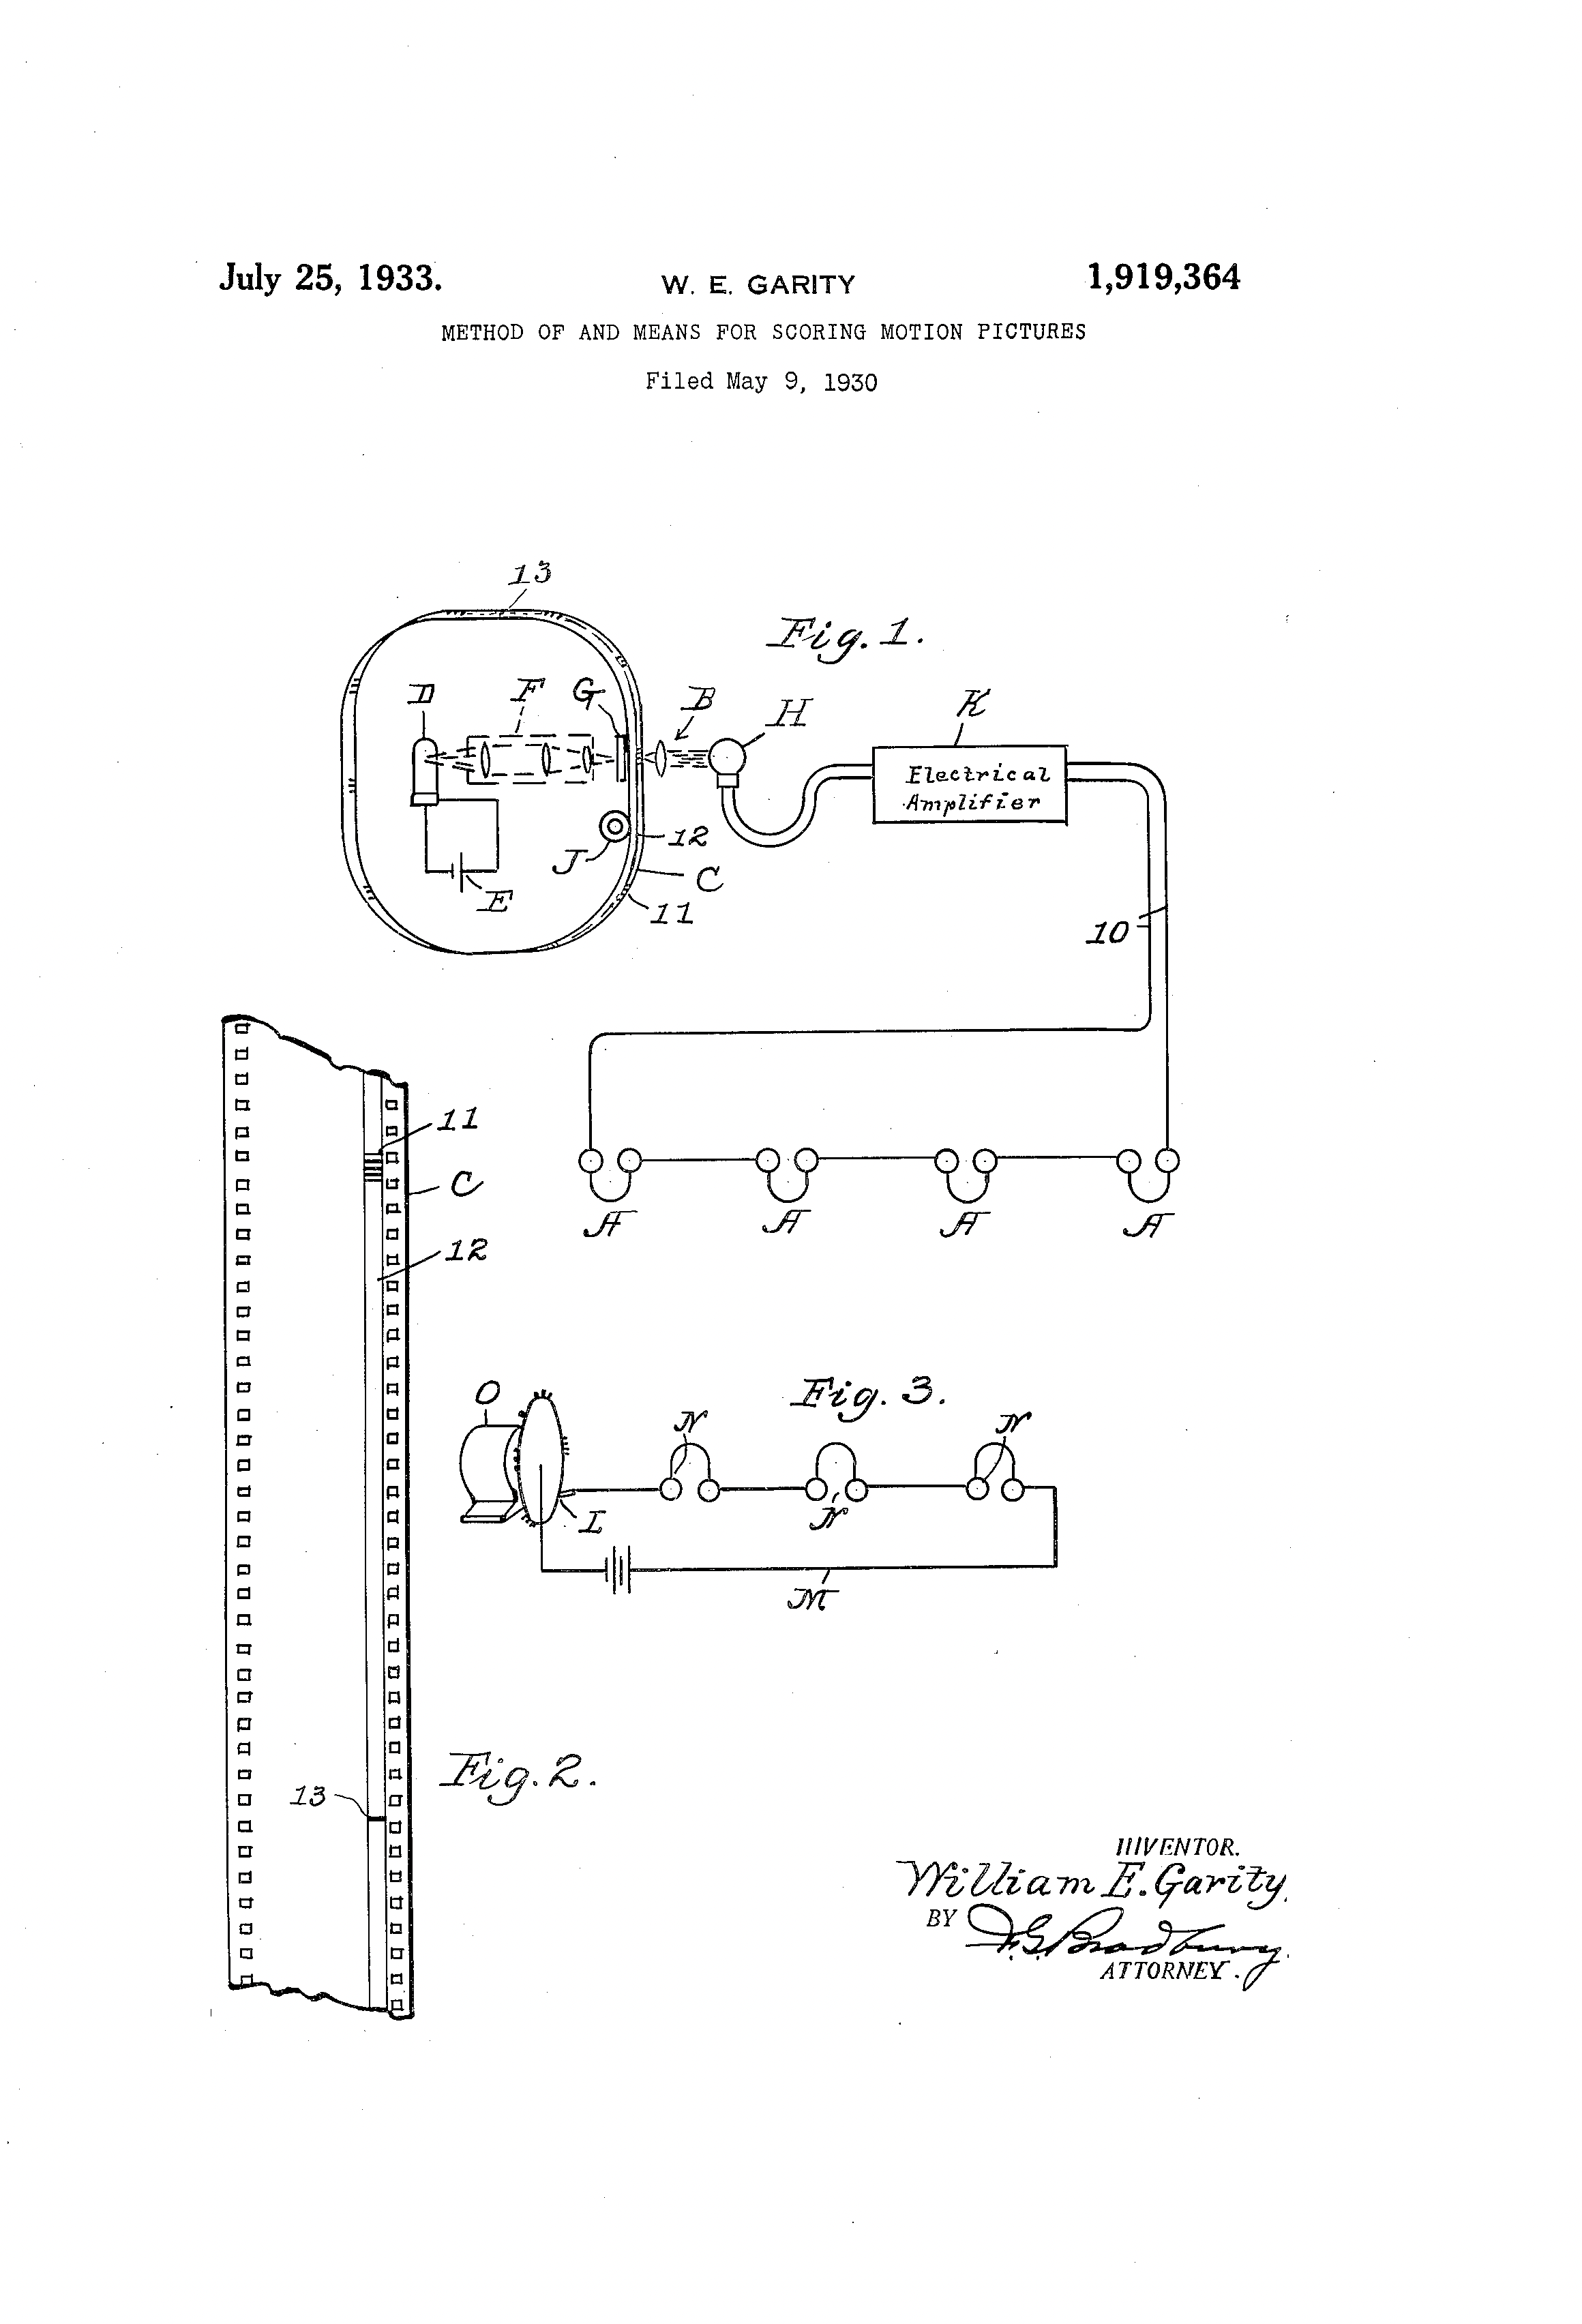 July 25, 1933. W. E. GARITY 1,919,364
METHOD OF AND MEANS FOR SCORING MOTION PICTURES
Filed May 9, 1930
13
Fig. 1.
D F G B H K
Electrical
Amplifier
J 12
E C
11
10
11
C
12
A A A A
O Fig. 3.
N N
N
L
M
Fig. 2.
13
INVENTOR.
William E. Garity.
BY F. G. Bradbury.
ATTORNEY.